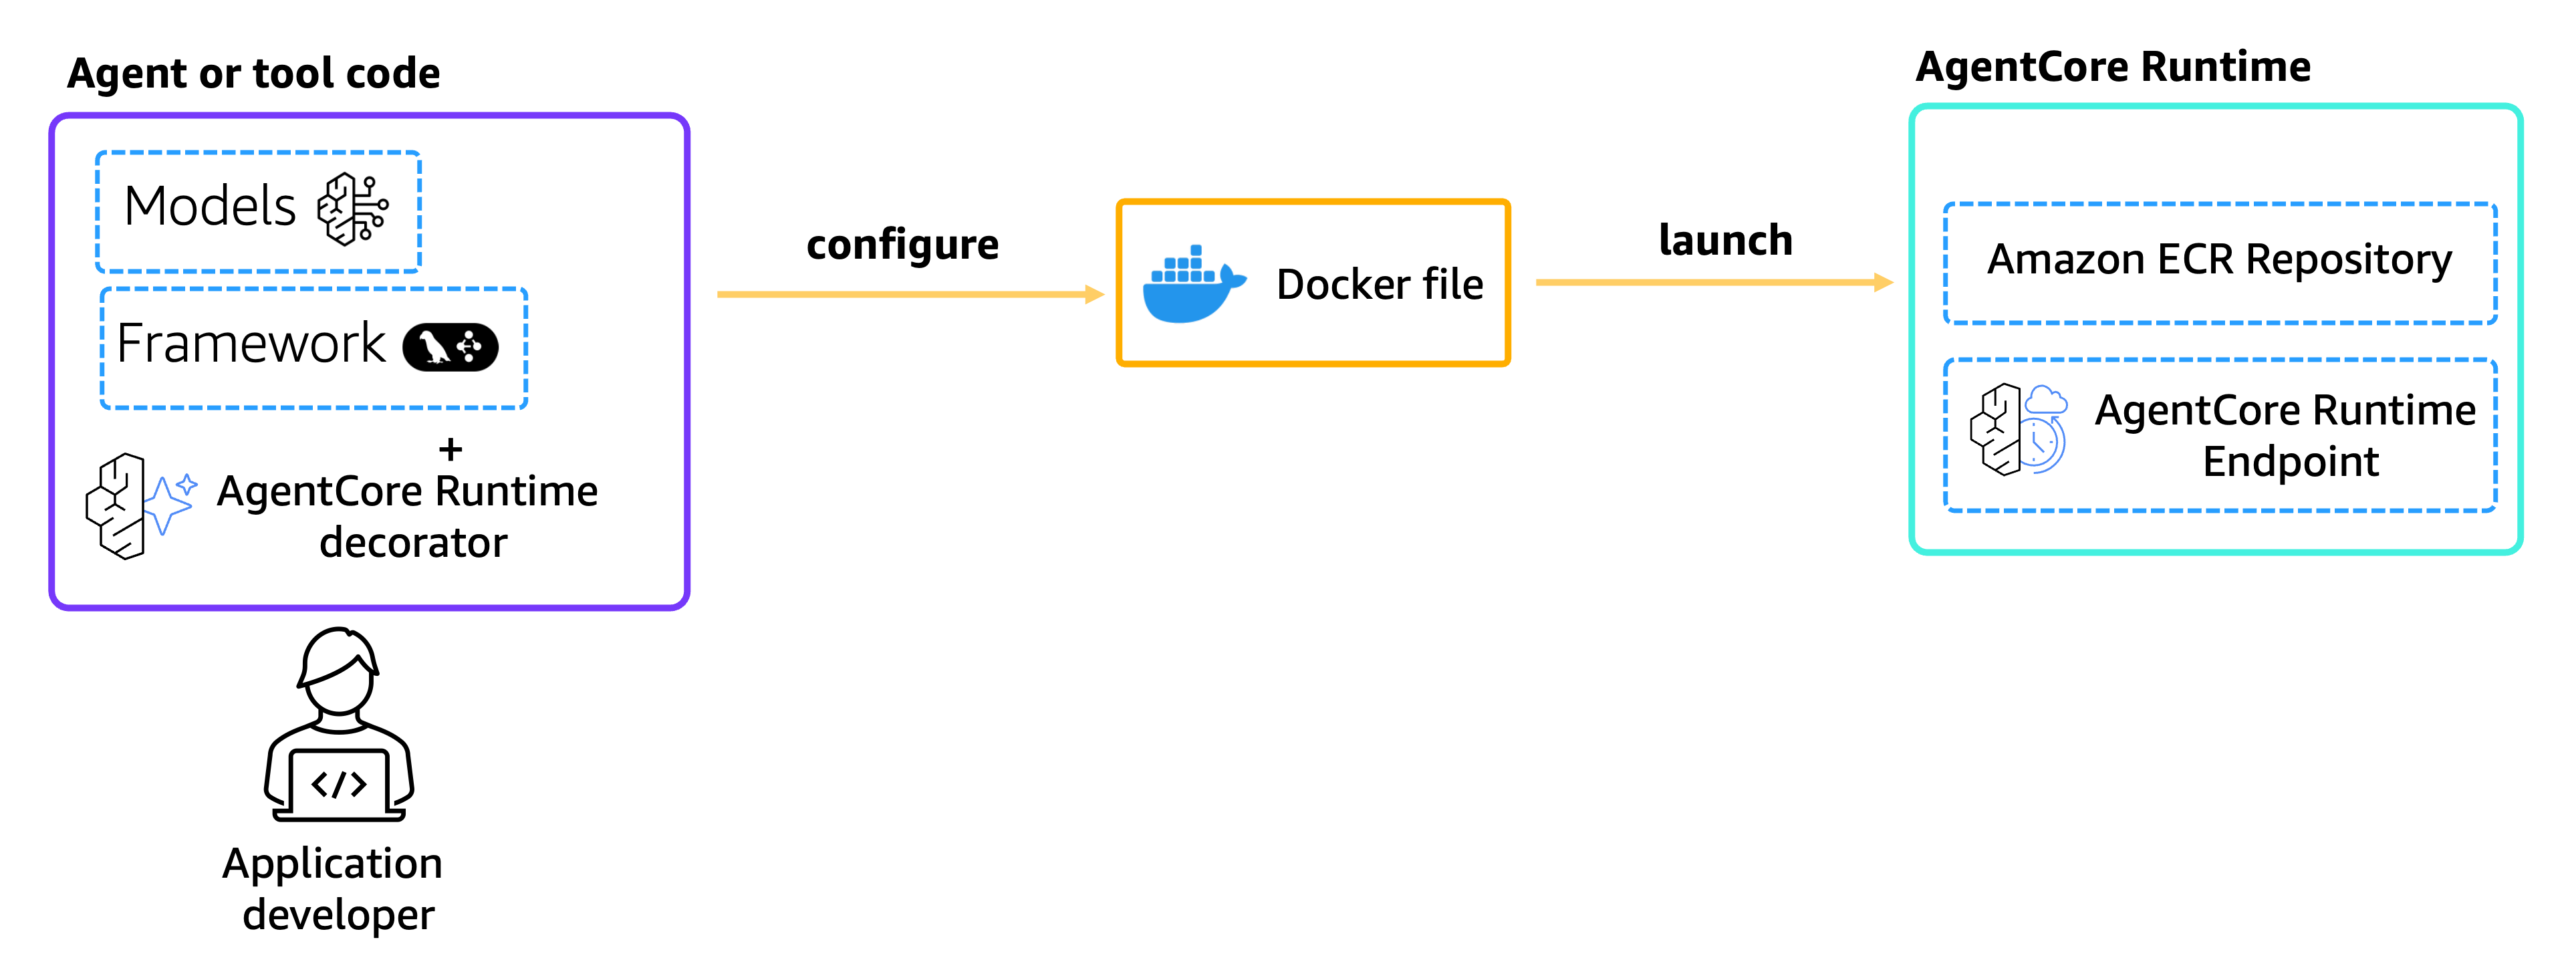 Agent or tool code
Models
Framework
+
AgentCore Runtime
decorator
</>
Application
developer
configure
Docker file
launch
AgentCore Runtime
Amazon ECR Repository
AgentCore Runtime
Endpoint